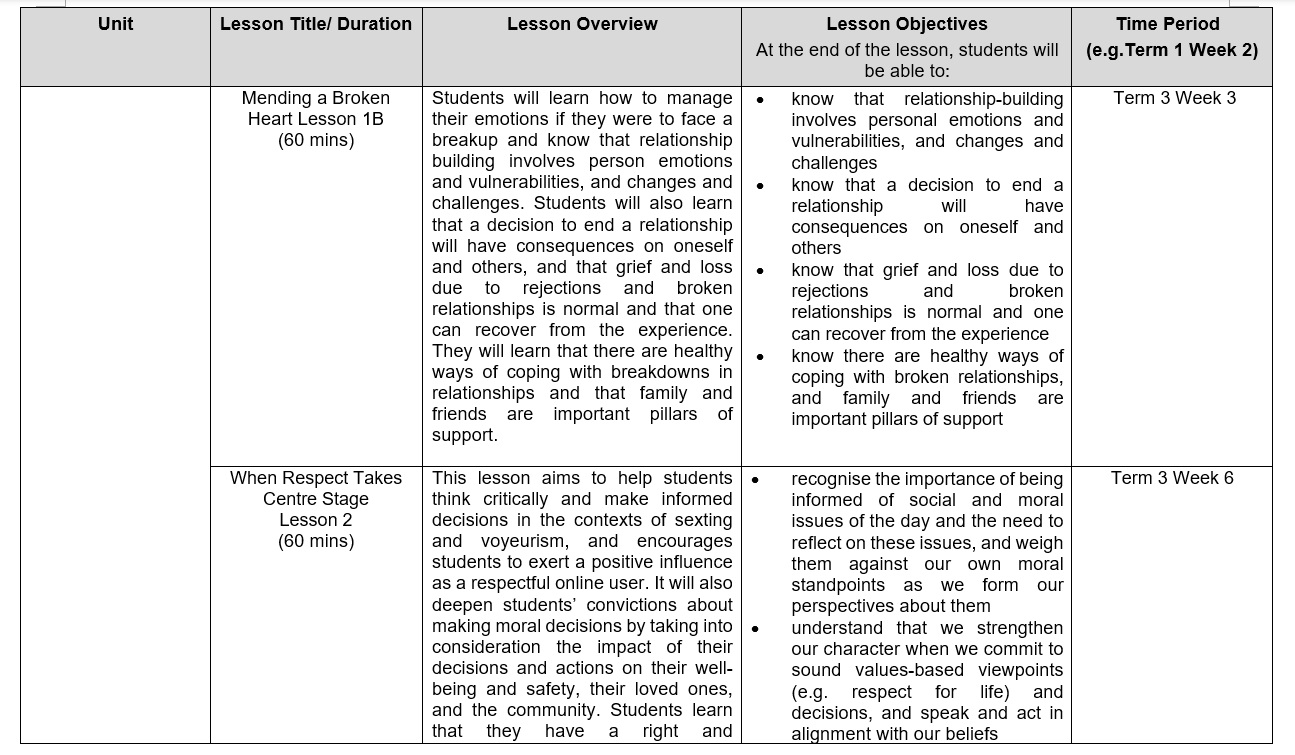 Unit
Lesson Title/ Duration
Lesson Overview
Lesson Objectives
At the end of the lesson, students will
be able to:
Time Period
(e.g.Term 1 Week 2)
Mending a Broken
Heart Lesson 1B
(60 mins)
Students will learn how to manage
their emotions if they were to face a
breakup and know that relationship
building involves person emotions
and vulnerabilities, and changes and
challenges. Students will also learn
that a decision to end a relationship
will have consequences on oneself
and others, and that grief and loss
due to rejections and broken
relationships is normal and that one
can recover from the experience.
They will learn that there are healthy
ways of coping with breakdowns in
relationships and that family and
friends are important pillars of
support.
• know that relationship-building
involves personal emotions and
vulnerabilities, and changes and
challenges
• know that a decision to end a
relationship will have
consequences on oneself and
others
• know that grief and loss due to
rejections and broken
relationships is normal and one
can recover from the experience
• know there are healthy ways of
coping with broken relationships,
and family and friends are
important pillars of support
Term 3 Week 3
When Respect Takes
Centre Stage
Lesson 2
(60 mins)
This lesson aims to help students
think critically and make informed
decisions in the contexts of sexting
and voyeurism, and encourages
students to exert a positive influence
as a respectful online user. It will also
deepen students’ convictions about
making moral decisions by taking into
consideration the impact of their
decisions and actions on their well-
being and safety, their loved ones,
and the community. Students learn
that they have a right and
• recognise the importance of being
informed of social and moral
issues of the day and the need to
reflect on these issues, and weigh
them against our own moral
standpoints as we form our
perspectives about them
• understand that we strengthen
our character when we commit to
sound values-based viewpoints
(e.g. respect for life) and
decisions, and speak and act in
alignment with our beliefs
Term 3 Week 6